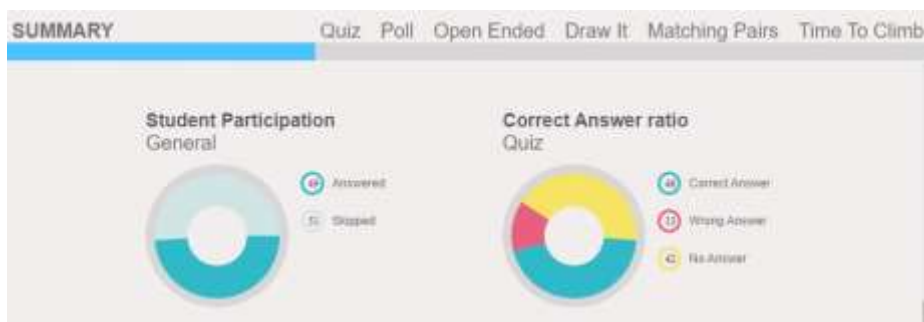 SUMMARY Quiz Poll Open Ended Draw It Matching Pairs Time To Climb
Student Participation
General
Answered
Skipped
Correct Answer ratio
Quiz
Correct Answer
Wrong Answer
No Answer